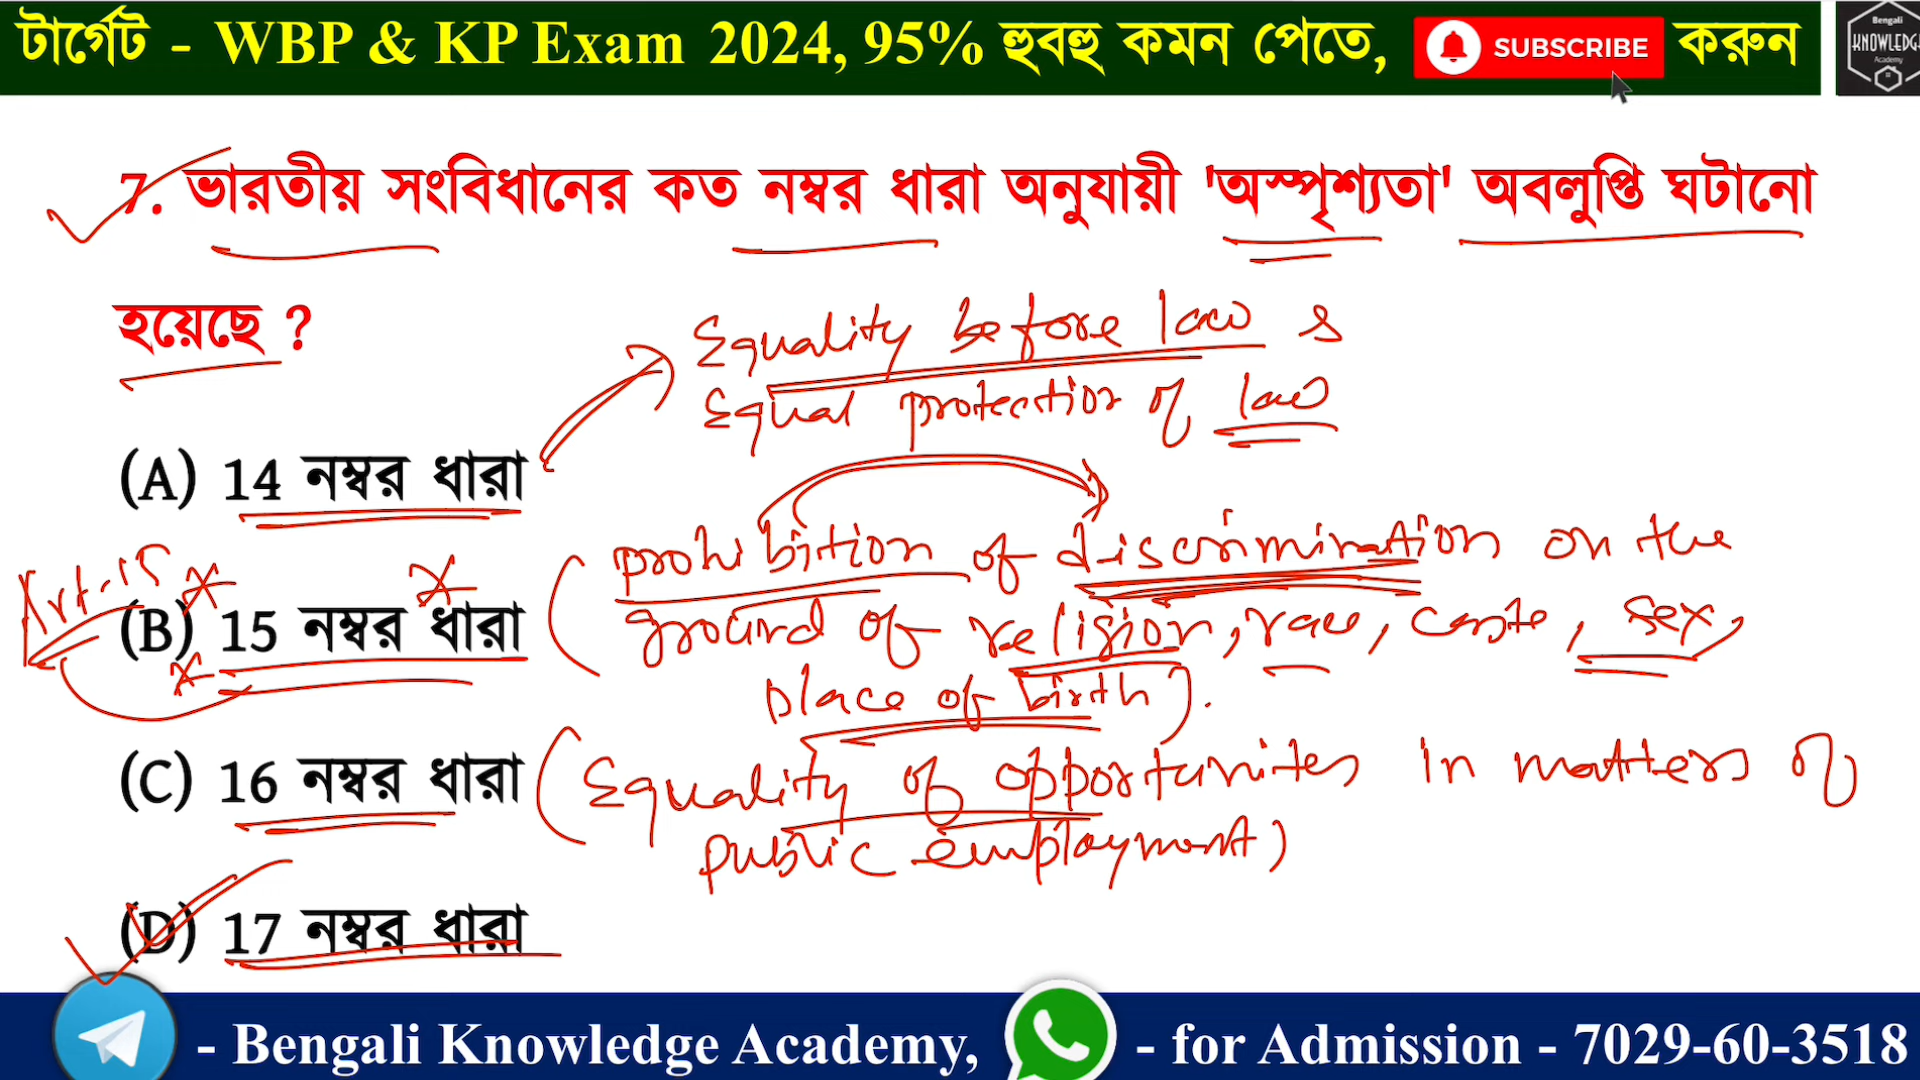 টার্গেট - WBP & KP Exam 2024, 95% হুবহু কমন পেতে, SUBSCRIBE করুন
Bengali
KNOWLEDGE
Academy
7. ভারতীয় সংবিধানের কত নম্বর ধারা অনুযায়ী 'অস্পৃশ্যতা' অবলুপ্তি ঘটানো
হয়েছে ?
Equality before law &
Equal protection of law
(A) 14 নম্বর ধারা
Art-15
(prohibition of discrimination on the
(B) 15 নম্বর ধারা
ground of religion, race, caste, sex,
place of birth).
(C) 16 নম্বর ধারা
(Equality of opportunites in matters of
public employment)
(D) 17 নম্বর ধারা
- Bengali Knowledge Academy, - for Admission - 7029-60-3518